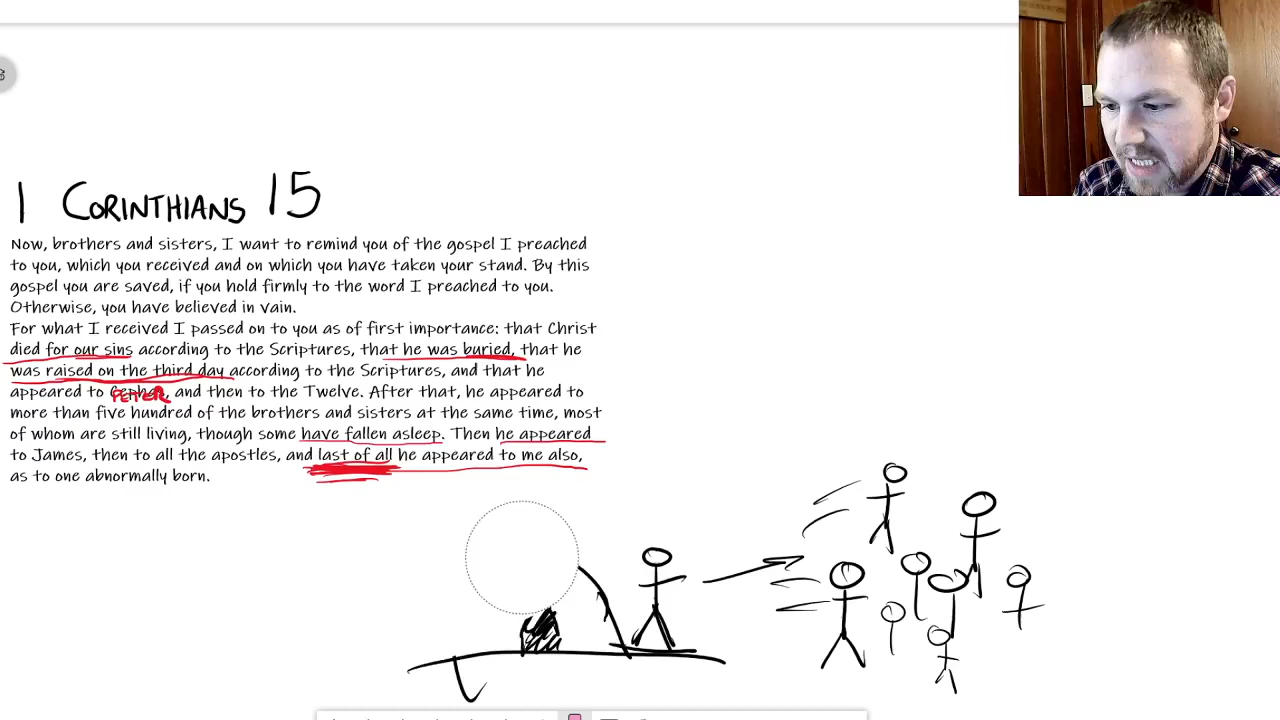 1 CORINTHIANS 15
Now, brothers and sisters, I want to remind you of the gospel I preached
to you, which you received and on which you have taken your stand. By this
gospel you are saved, if you hold firmly to the word I preached to you.
Otherwise, you have believed in vain.
For what I received I passed on to you as of first importance: that Christ
died for our sins according to the Scriptures, that he was buried, that he
was raised on the third day according to the Scriptures, and that he
appeared to PETER, and then to the Twelve. After that, he appeared to
more than five hundred of the brothers and sisters at the same time, most
of whom are still living, though some have fallen asleep. Then he appeared
to James, then to all the apostles, and last of all he appeared to me also,
as to one abnormally born.